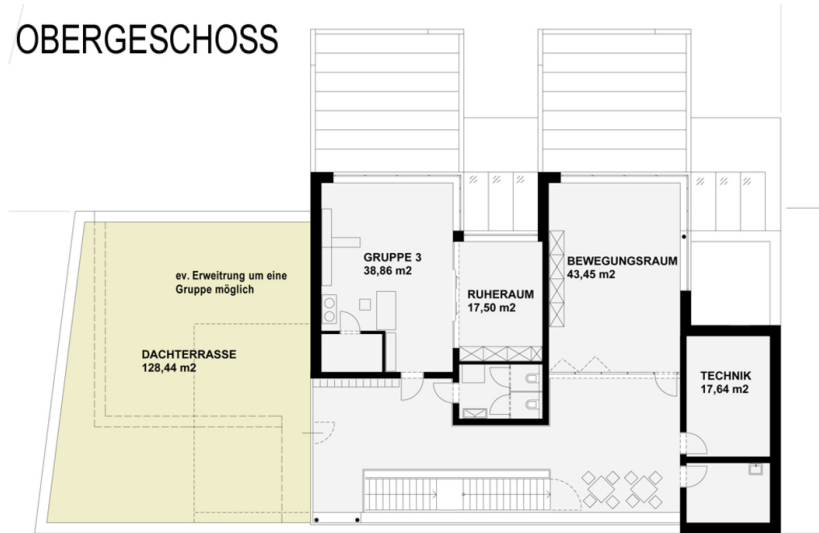 OBERGESCHOSS
GRUPPE 3
38,86 m2
BEWEGUNGSRAUM
43,45 m2
ev. Erweitrung um eine
Gruppe möglich
RUHERAUM
17,50 m2
DACHTERRASSE
128,44 m2
TECHNIK
17,64 m2